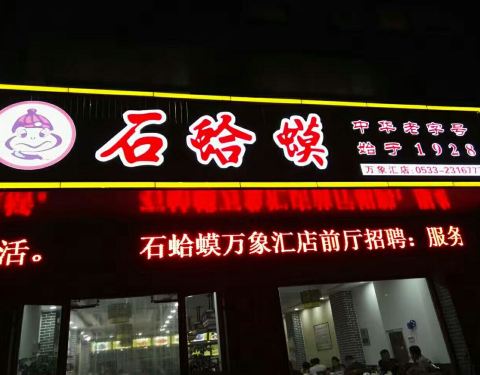 石蛤蟆
中华老字号
始于1928
万象汇店:0533-231677
活。 石蛤蟆万象汇店前厅招聘：服务